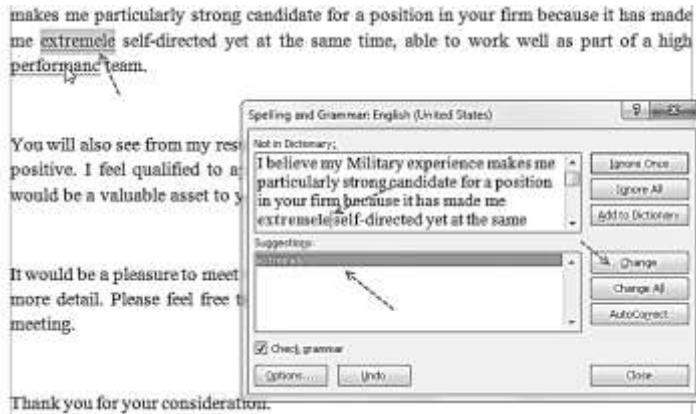 makes me particularly strong candidate for a position in your firm because it has made
me extremele self-directed yet at the same time, able to work well as part of a high
performanc team.
Spelling and Grammar: English (United States)
Not in Dictionary:
I believe my Military experience makes me
particularly strong candidate for a position
in your firm because it has made me
extremele self-directed yet at the same
Ignore Once
Ignore All
Add to Dictionary
Suggestions:
Change
Change All
AutoCorrect
Check grammar
Options...
Undo
Close
You will also see from my
positive. I feel qualified to
would be a valuable asset to
It would be a pleasure to meet
more detail. Please feel free
meeting.
Thank you for your consideration.